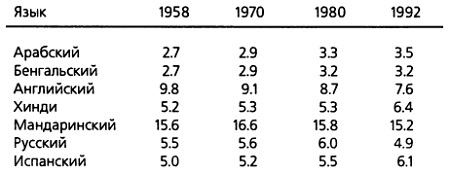 Язык 1958 1970 1980 1992
Арабский 2.7 2.9 3.3 3.5
Бенгальский 2.7 2.9 3.2 3.2
Английский 9.8 9.1 8.7 7.6
Хинди 5.2 5.3 5.3 6.4
Мандаринский 15.6 16.6 15.8 15.2
Русский 5.5 5.6 6.0 4.9
Испанский 5.0 5.2 5.5 6.1